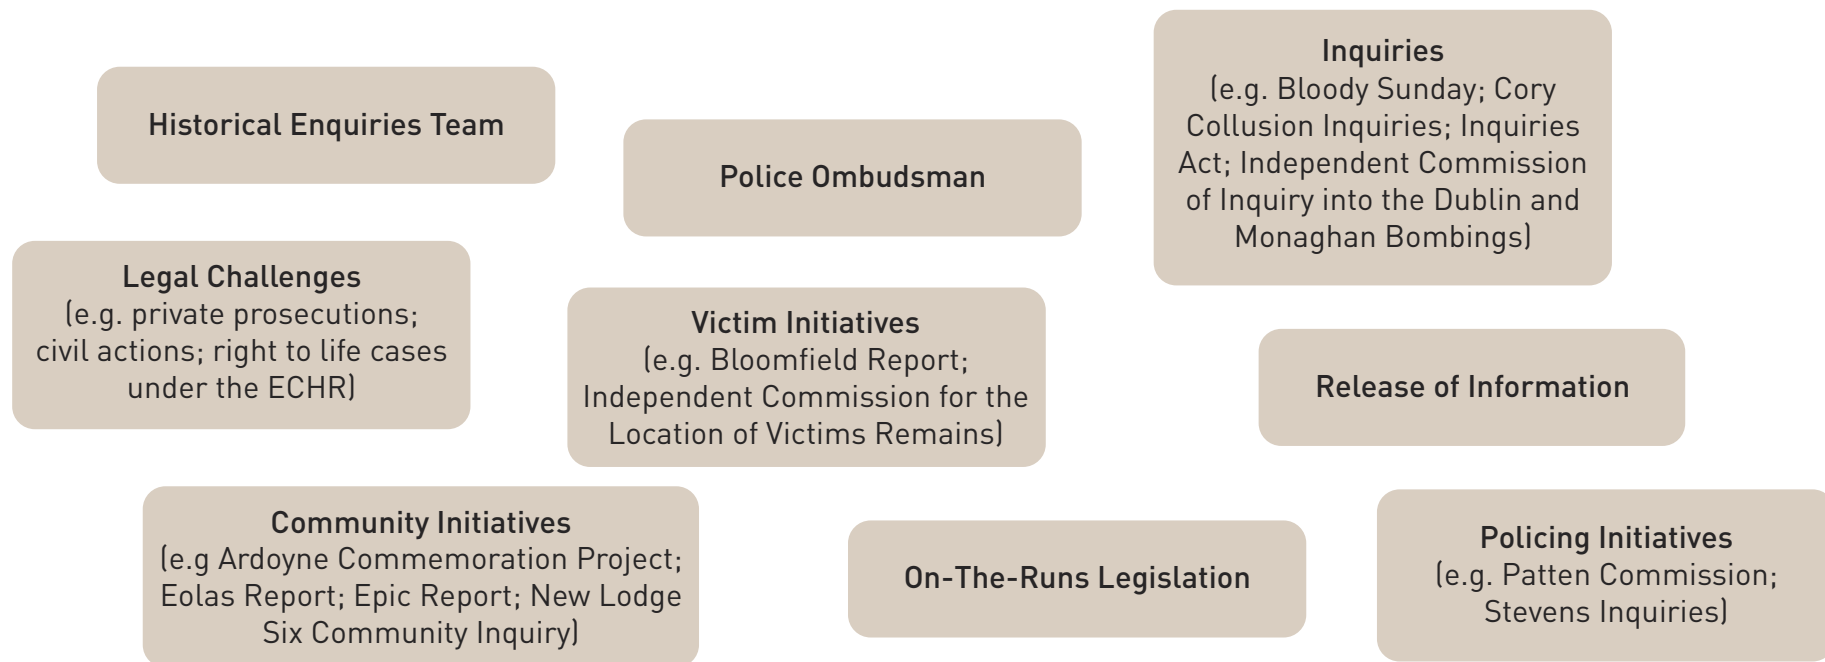 Historical Enquiries Team
Police Ombudsman
Inquiries
(e.g. Bloody Sunday; Cory
Collusion Inquiries; Inquiries
Act; Independent Commission
of Inquiry into the Dublin and
Monaghan Bombings)
Legal Challenges
(e.g. private prosecutions;
civil actions; right to life cases
under the ECHR)
Victim Initiatives
(e.g. Bloomfield Report;
Independent Commission for the
Location of Victims Remains)
Release of Information
Community Initiatives
(e.g Ardoyne Commemoration Project;
Eolas Report; Epic Report; New Lodge
Six Community Inquiry)
On-The-Runs Legislation
Policing Initiatives
(e.g. Patten Commission;
Stevens Inquiries)